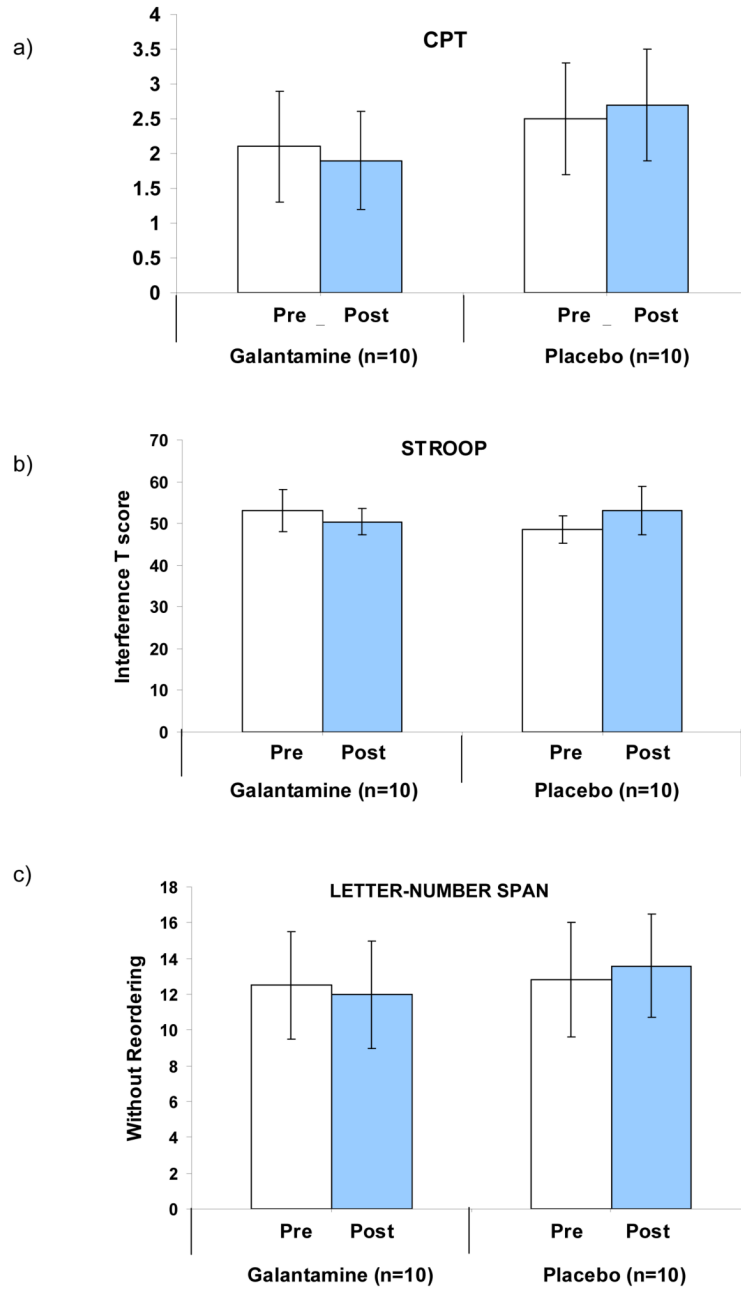 a)
CPT
4
3.5
3
2.5
2
1.5
1
0.5
0
Pre _ Post Pre _ Post
Galantamine (n=10) Placebo (n=10)
b)
STROOP
Interference T score
70
60
50
40
30
20
10
0
Pre Post Pre Post
Galantamine (n=10) Placebo (n=10)
c)
LETTER-NUMBER SPAN
Without Reordering
18
16
14
12
10
8
6
4
2
0
Pre Post Pre Post
Galantamine (n=10) Placebo (n=10)